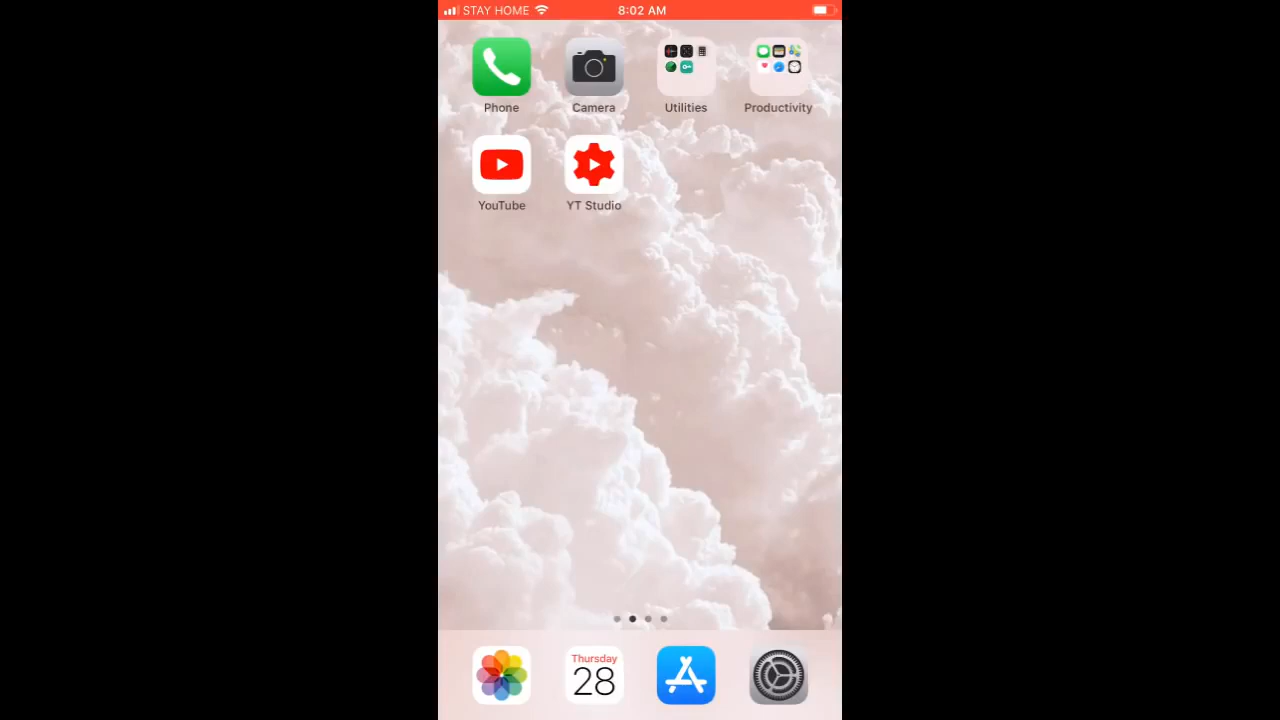 STAY HOME 8:02 AM
Phone Camera Utilities Productivity
YouTube YT Studio
Thursday
28